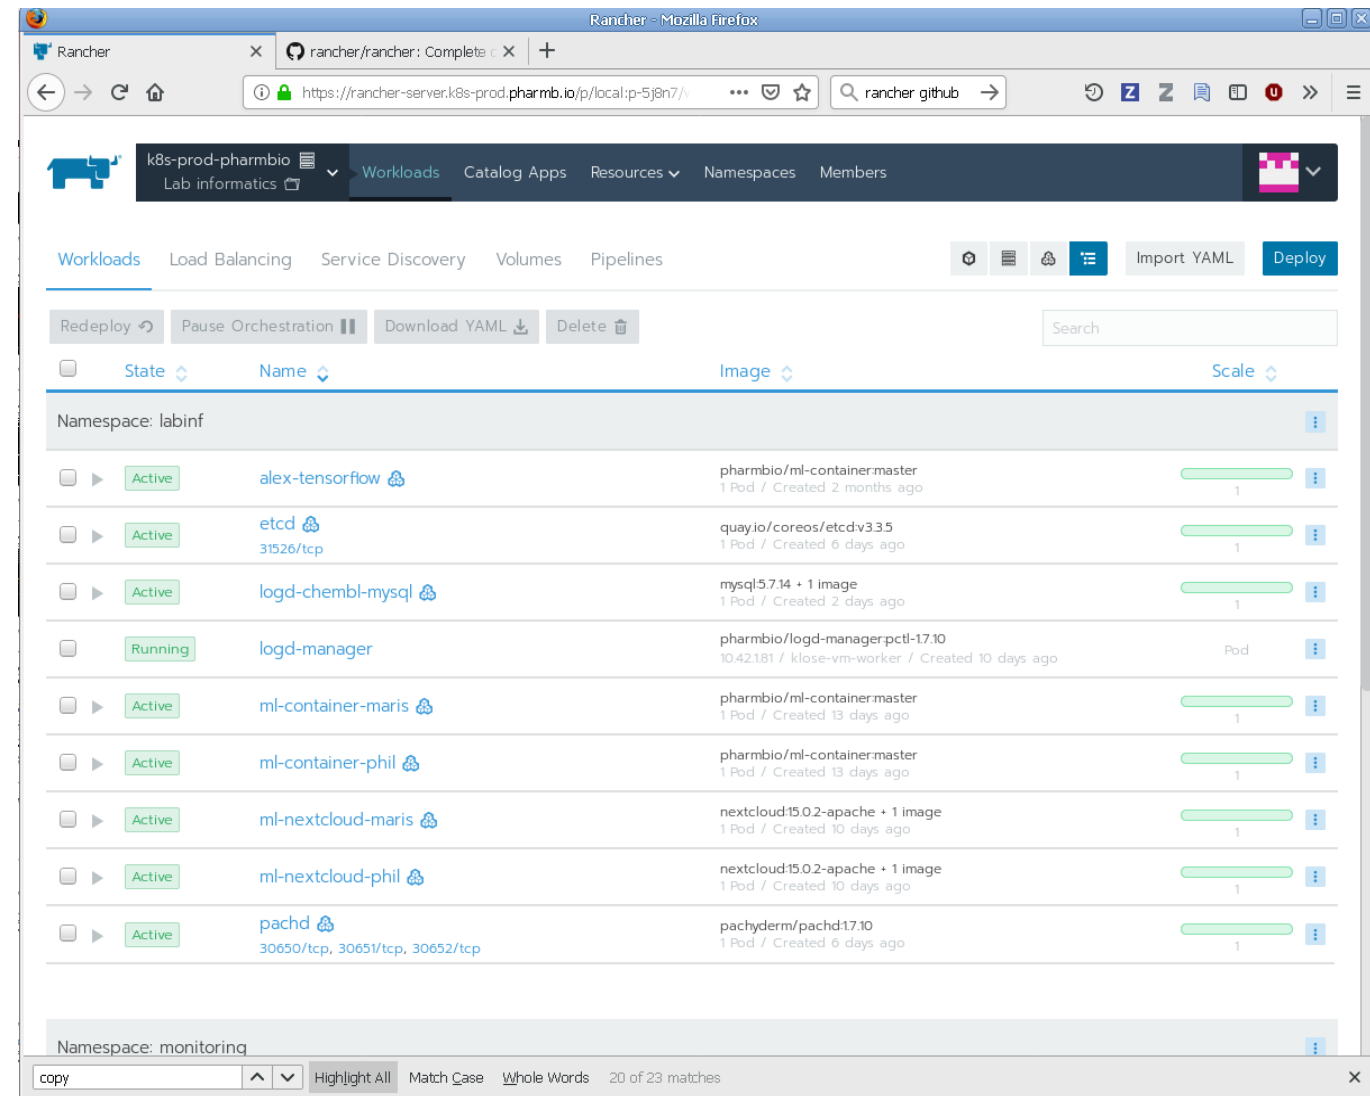 Rancher - Mozilla Firefox
Rancher
rancher/rancher: Complete c
https://rancher-server.k8s-prod.pharmb.io/p/local:p-5j8n7/
rancher github
k8s-prod-pharmbio
Lab informatics
Workloads Catalog Apps Resources Namespaces Members
Workloads Load Balancing Service Discovery Volumes Pipelines
Import YAML Deploy
Redeploy Pause Orchestration Download YAML Delete
Search
State Name Image Scale
Namespace: labinf
Active alex-tensorflow pharmbio/ml-container:master
1 Pod / Created 2 months ago 1
Active etcd quay.io/coreos/etcd:v3.3.5
31526/tcp 1 Pod / Created 6 days ago 1
Active logd-chembl-mysql mysql:5.7.14 + 1 image
1 Pod / Created 2 days ago 1
Running logd-manager pharmbio/logd-manager:pctl-1.7.10
10.42.1.81 / klose-vm-worker / Created 10 days ago Pod
Active ml-container-maris pharmbio/ml-container:master
1 Pod / Created 13 days ago 1
Active ml-container-phil pharmbio/ml-container:master
1 Pod / Created 13 days ago 1
Active ml-nextcloud-maris nextcloud:15.0.2-apache + 1 image
1 Pod / Created 10 days ago 1
Active ml-nextcloud-phil nextcloud:15.0.2-apache + 1 image
1 Pod / Created 10 days ago 1
Active pachd pachyderm/pachd:1.7.10
30650/tcp, 30651/tcp, 30652/tcp 1 Pod / Created 6 days ago 1
Namespace: monitoring
copy Highlight All Match Case Whole Words 20 of 23 matches